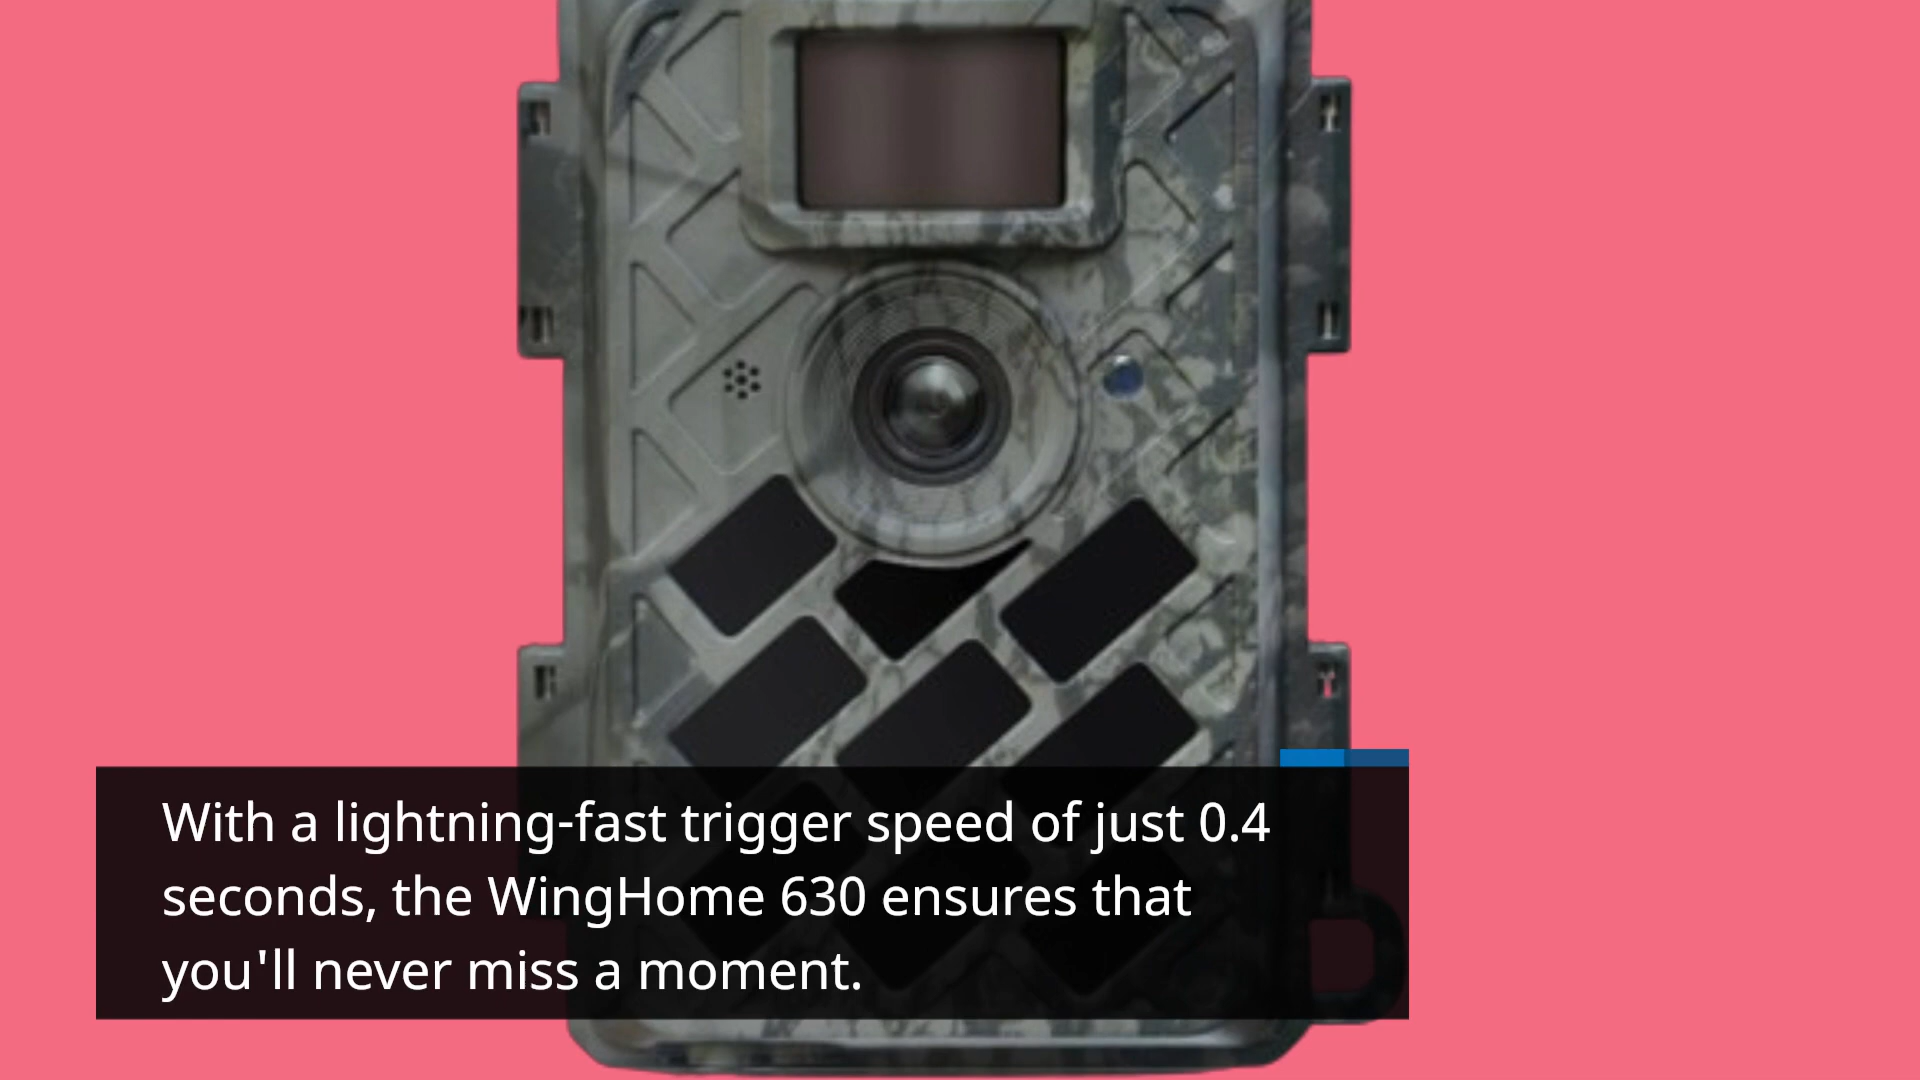 With a lightning-fast trigger speed of just 0.4
seconds, the WingHome 630 ensures that
you'll never miss a moment.